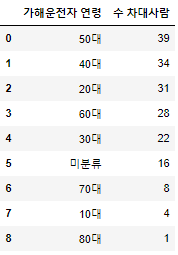 가해운전자 연령 수 차대사람
0 50대 39
1 40대 34
2 20대 31
3 60대 28
4 30대 22
5 미분류 16
6 70대 8
7 10대 4
8 80대 1